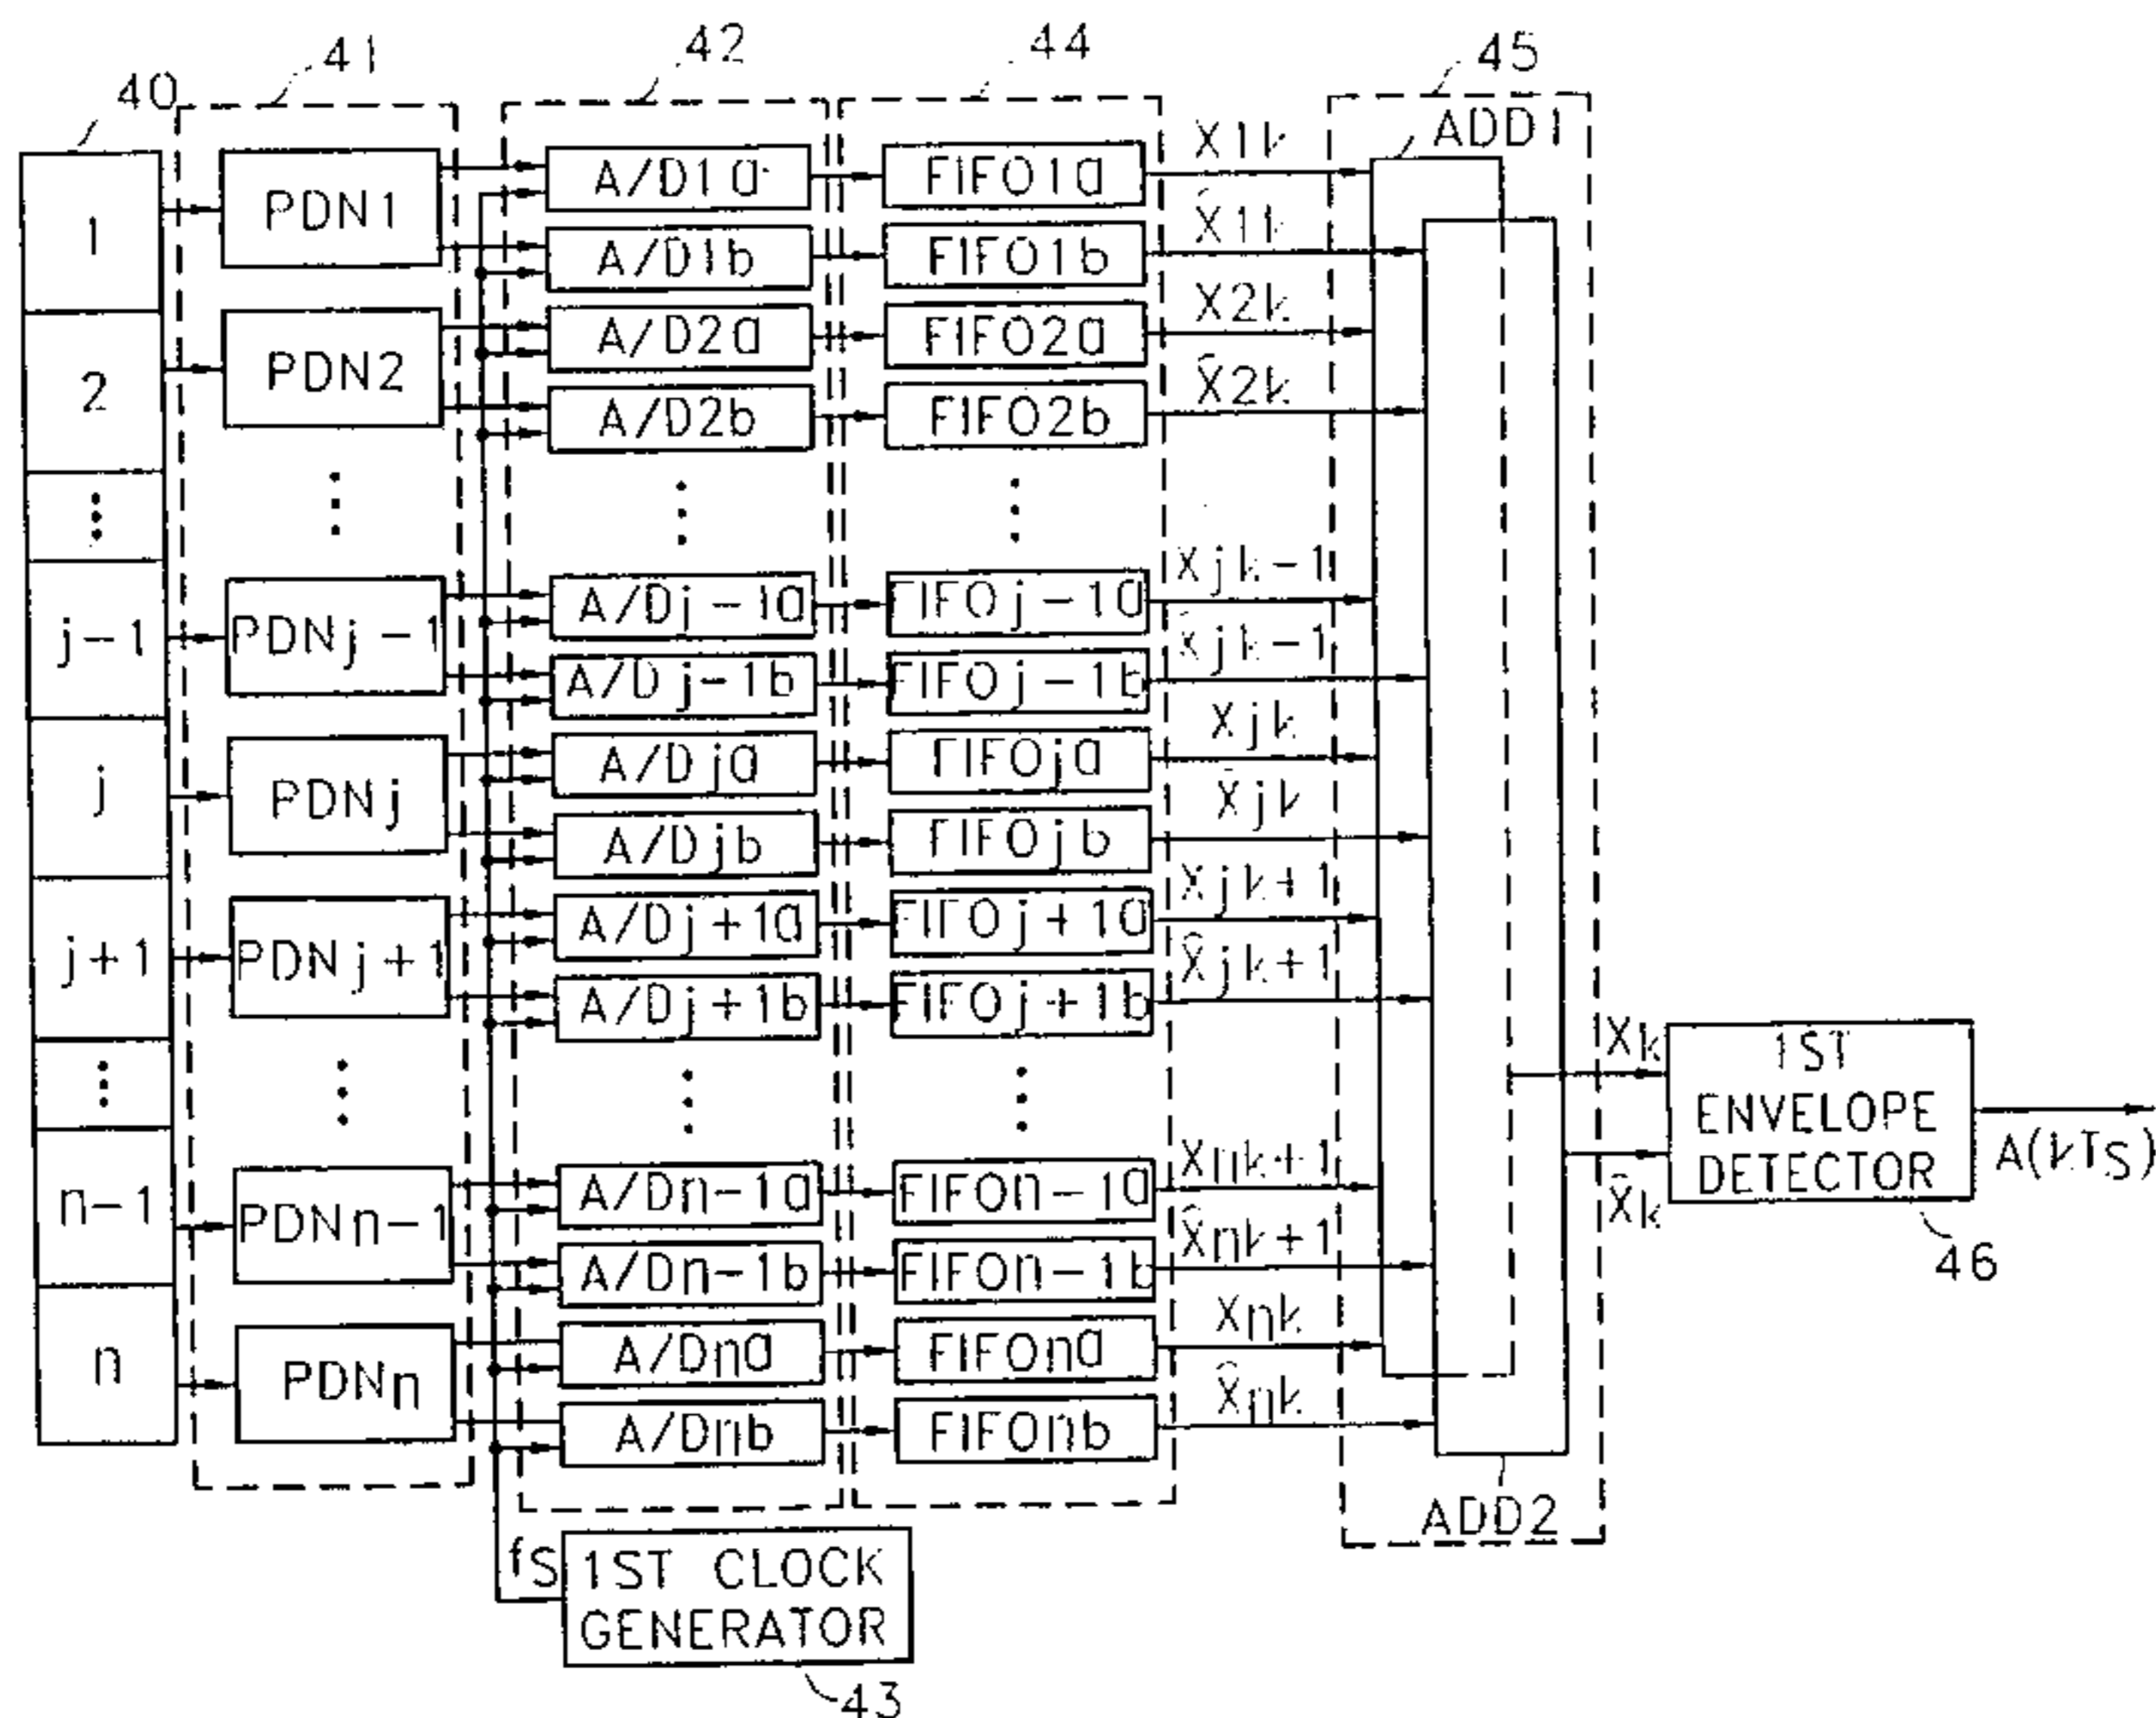 40
41
42
44
45
1
2
⋮
j-1
j
j+1
⋮
n-1
n
PDN1
PDN2
⋮
PDNj-1
PDNj
PDNj+1
⋮
PDNn-1
PDNn
A/D1a
A/D1b
A/D2a
A/D2b
⋮
A/Dj-1a
A/Dj-1b
A/Dja
A/Djb
A/Dj+1a
A/Dj+1b
⋮
A/Dn-1a
A/Dn-1b
A/Dna
A/Dnb
FIFO1a
FIFO1b
FIFO2a
FIFO2b
⋮
FIFOj-1a
FIFOj-1b
FIFOja
FIFOjb
FIFOj+1a
FIFOj+1b
⋮
FIFOn-1a
FIFOn-1b
FIFOna
FIFOnb
X1k
X̂1k
X2k
X̂2k
Xjk-1
X̂jk-1
Xjk
X̂jk
Xjk+1
X̂jk+1
Xnk+1
X̂nk+1
Xnk
X̂nk
ADD1
ADD2
Xk
X̂k
1ST
ENVELOPE
DETECTOR
46
A(kTS)
fS
1ST CLOCK
GENERATOR
43